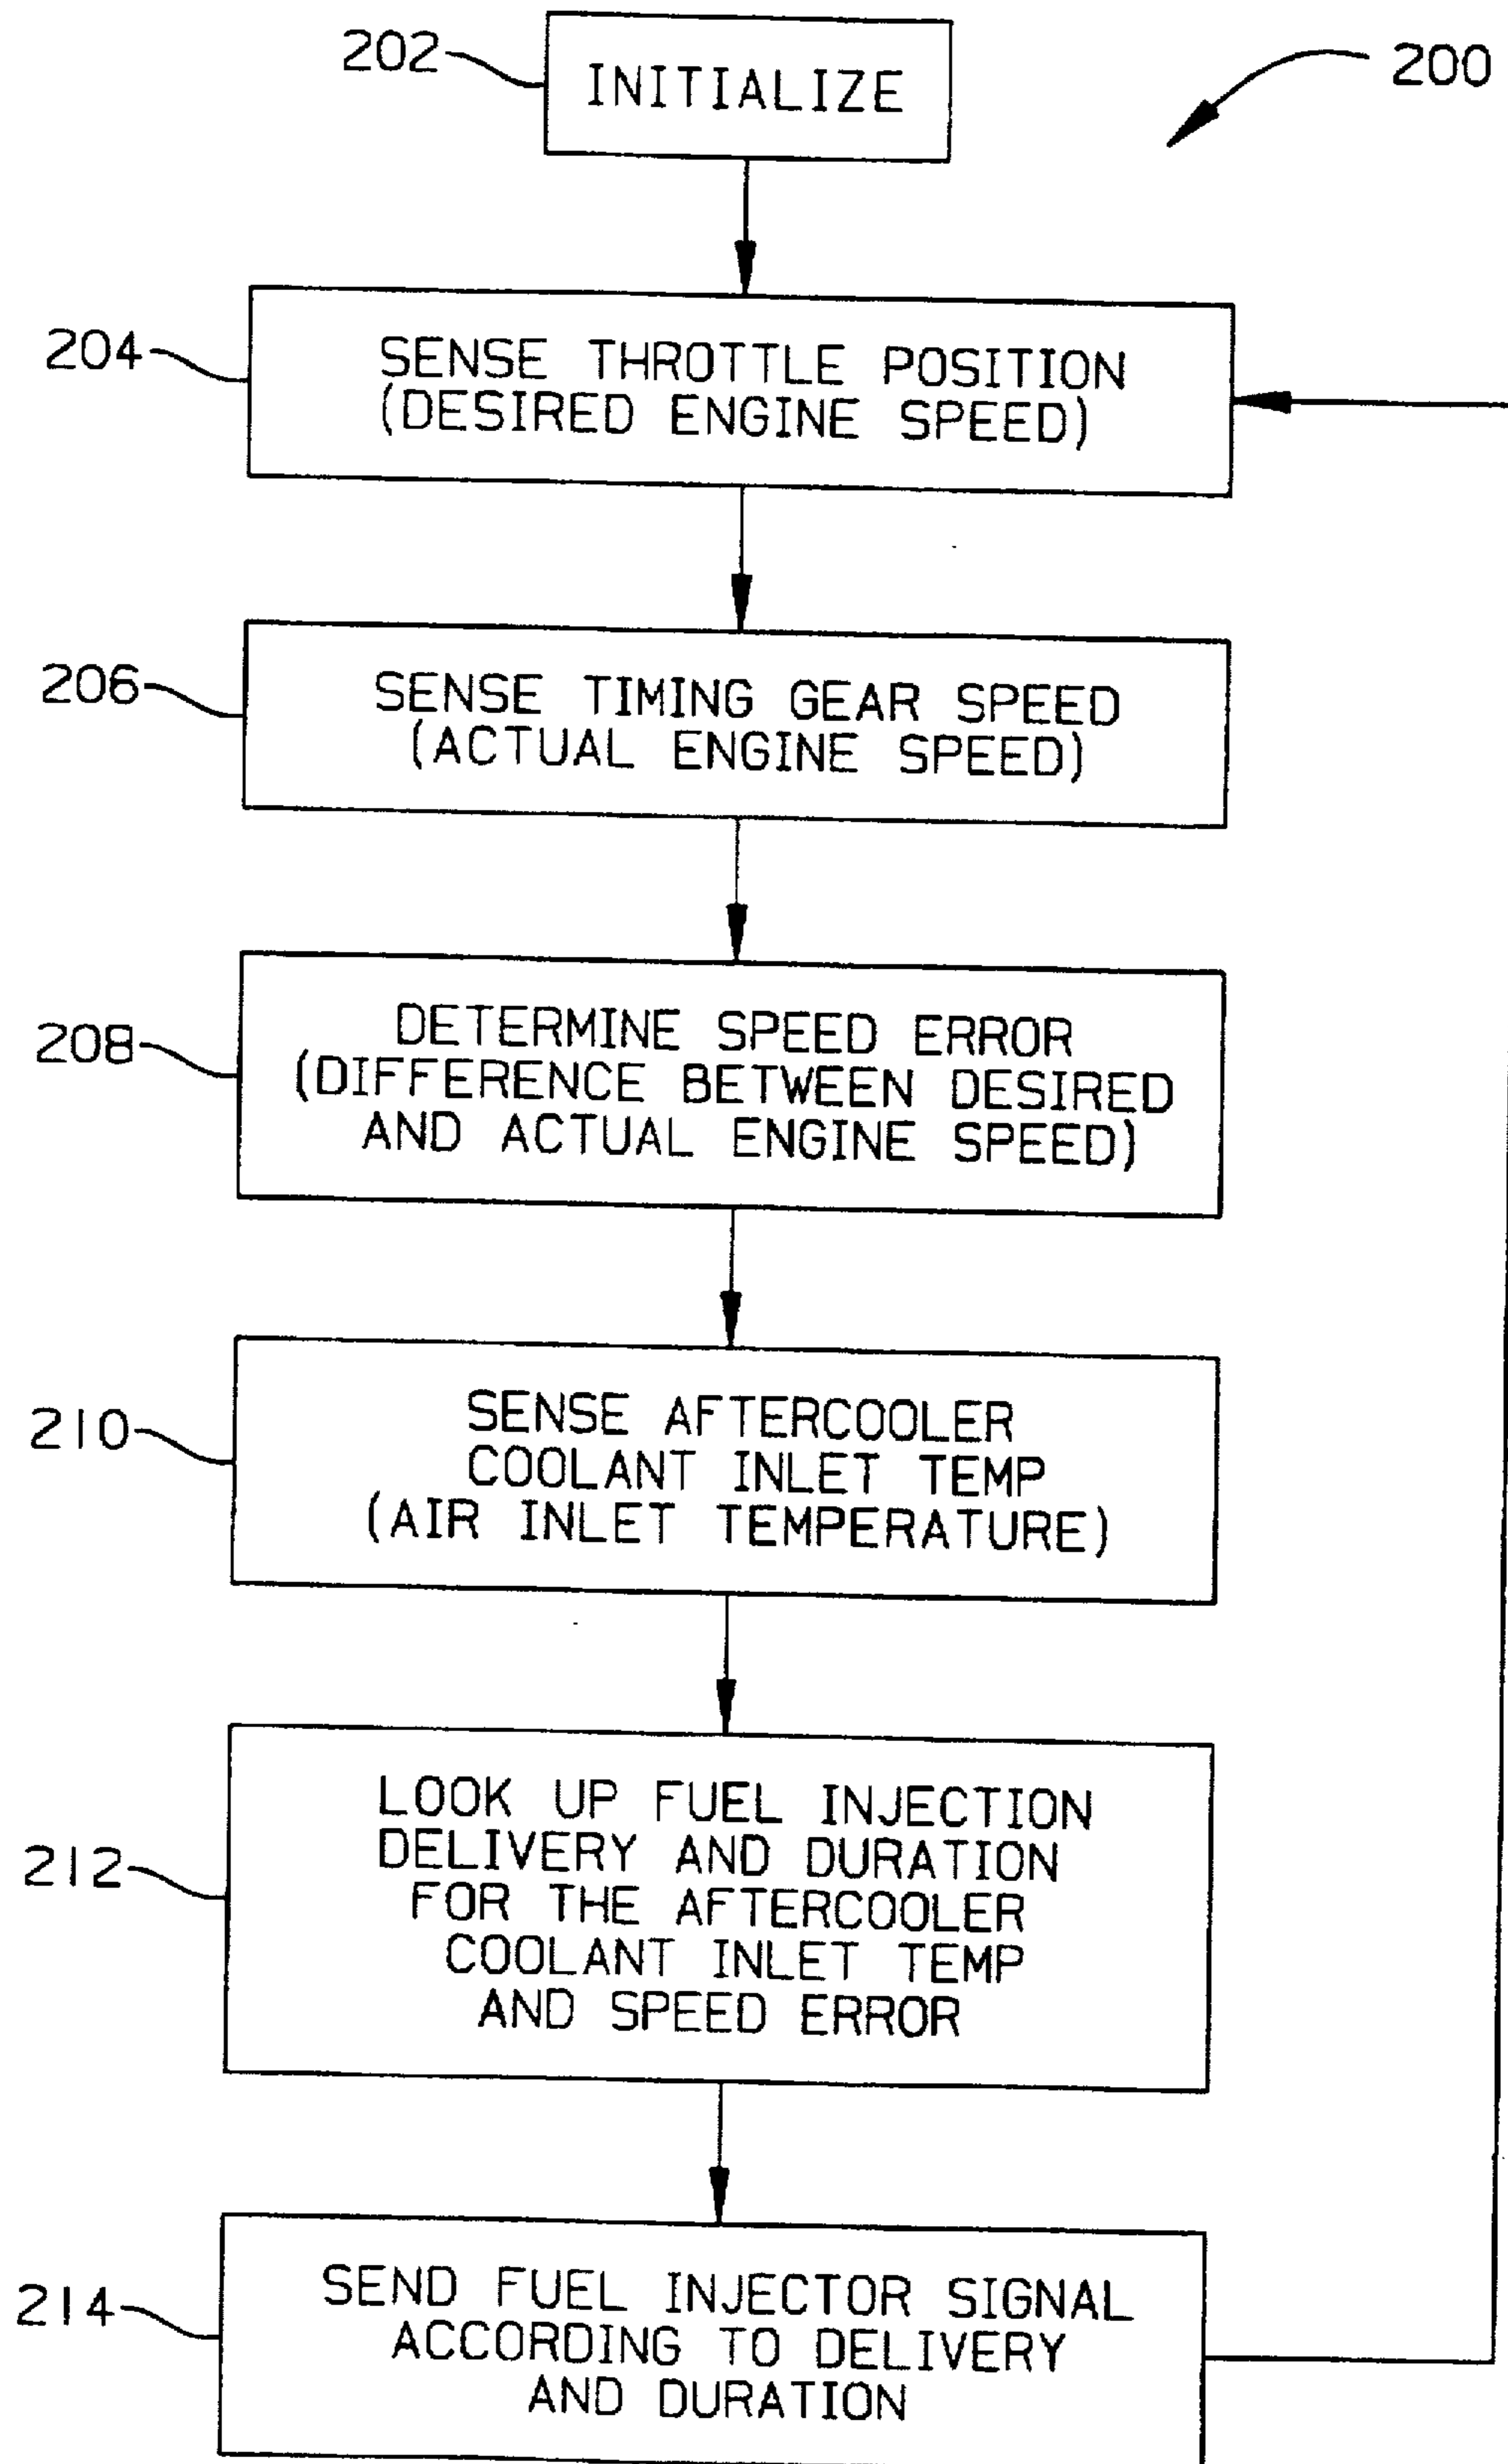 202
INITIALIZE
200
204
SENSE THROTTLE POSITION
(DESIRED ENGINE SPEED)
206
SENSE TIMING GEAR SPEED
(ACTUAL ENGINE SPEED)
208
DETERMINE SPEED ERROR
(DIFFERENCE BETWEEN DESIRED
AND ACTUAL ENGINE SPEED)
210
SENSE AFTERCOOLER
COOLANT INLET TEMP
(AIR INLET TEMPERATURE)
212
LOOK UP FUEL INJECTION
DELIVERY AND DURATION
FOR THE AFTERCOOLER
COOLANT INLET TEMP
AND SPEED ERROR
214
SEND FUEL INJECTOR SIGNAL
ACCORDING TO DELIVERY
AND DURATION